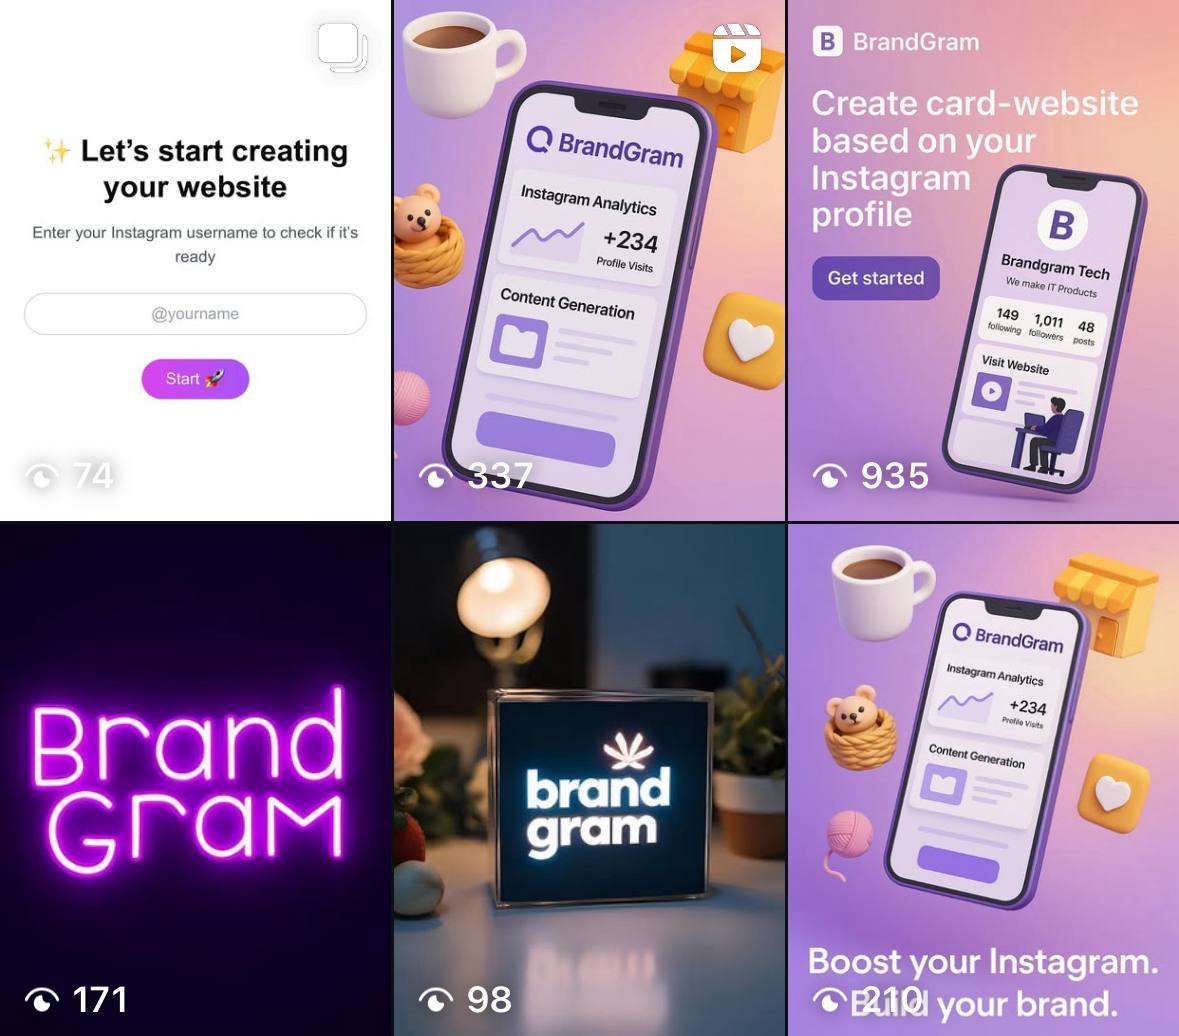 ✨ Let's start creating
your website
Enter your Instagram username to check if it's
ready
@yourname
Start 🚀
74
BrandGram
Instagram Analytics
+234
Profile Visits
Content Generation
337
B BrandGram
Create card-website
based on your
Instagram
profile
Get started
B
Brandgram Tech
We make IT Products
149 1,011 48
following followers posts
Visit Website
935
Brand
Gram
171
brand
gram
98
BrandGram
Instagram Analytics
+234
Profile Visits
Content Generation
Boost your Instagram.
Build your brand.
210